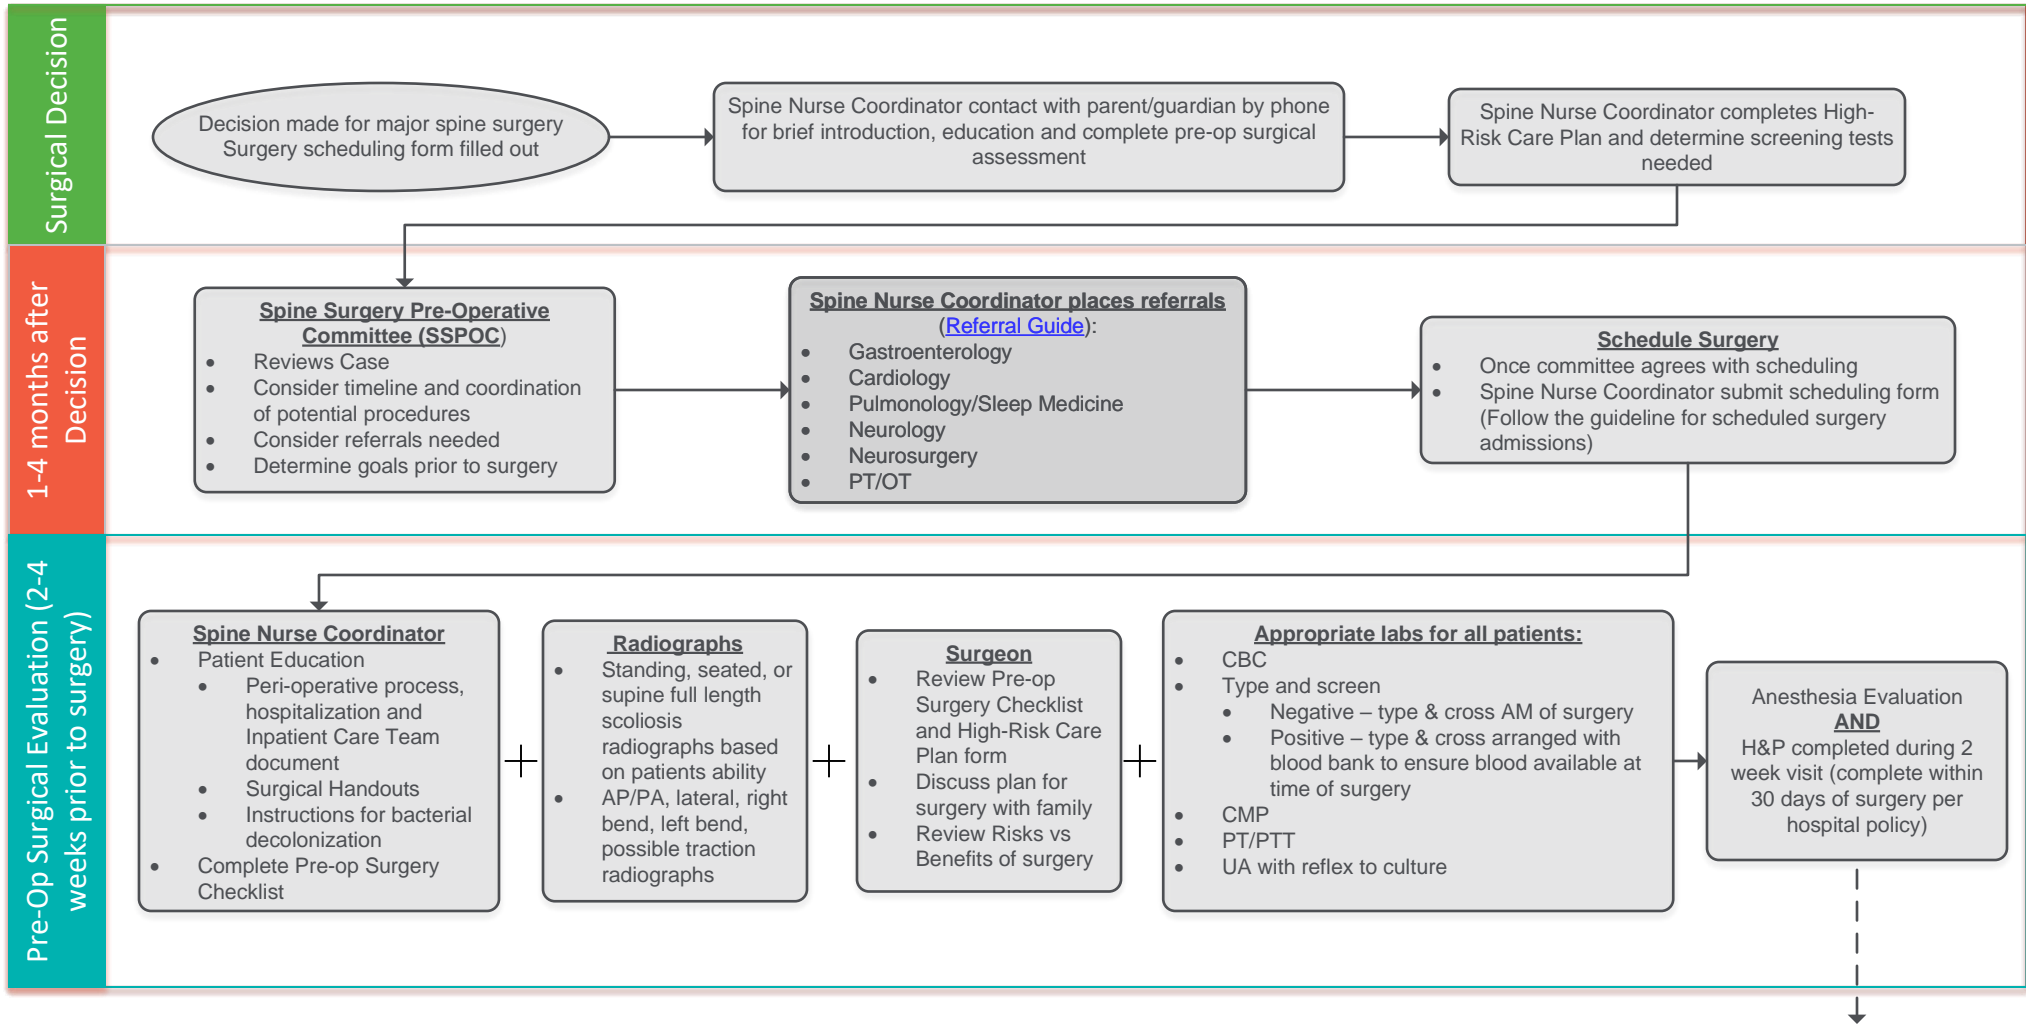 Surgical Decision
Decision made for major spine surgery
Surgery scheduling form filled out
Spine Nurse Coordinator contact with parent/guardian by phone
for brief introduction, education and complete pre-op surgical
assessment
Spine Nurse Coordinator completes High-
Risk Care Plan and determine screening tests
needed
1-4 months after
Decision
Spine Surgery Pre-Operative
Committee (SSPOC)
• Reviews Case
• Consider timeline and coordination
of potential procedures
• Consider referrals needed
• Determine goals prior to surgery
Spine Nurse Coordinator places referrals
(Referral Guide):
• Gastroenterology
• Cardiology
• Pulmonology/Sleep Medicine
• Neurology
• Neurosurgery
• PT/OT
Schedule Surgery
• Once committee agrees with scheduling
• Spine Nurse Coordinator submit scheduling form
(Follow the guideline for scheduled surgery
admissions)
Pre-Op Surgical Evaluation (2-4
weeks prior to surgery)
Spine Nurse Coordinator
• Patient Education
• Peri-operative process,
hospitalization and
Inpatient Care Team
document
• Surgical Handouts
• Instructions for bacterial
decolonization
• Complete Pre-op Surgery
Checklist
+
Radiographs
• Standing, seated, or
supine full length
scoliosis
radiographs based
on patients ability
• AP/PA, lateral, right
bend, left bend,
possible traction
radiographs
+
Surgeon
• Review Pre-op
Surgery Checklist
and High-Risk Care
Plan form
• Discuss plan for
surgery with family
• Review Risks vs
Benefits of surgery
+
Appropriate labs for all patients:
• CBC
• Type and screen
• Negative – type & cross AM of surgery
• Positive – type & cross arranged with
blood bank to ensure blood available at
time of surgery
• CMP
• PT/PTT
• UA with reflex to culture
Anesthesia Evaluation
AND
H&P completed during 2
week visit (complete within
30 days of surgery per
hospital policy)